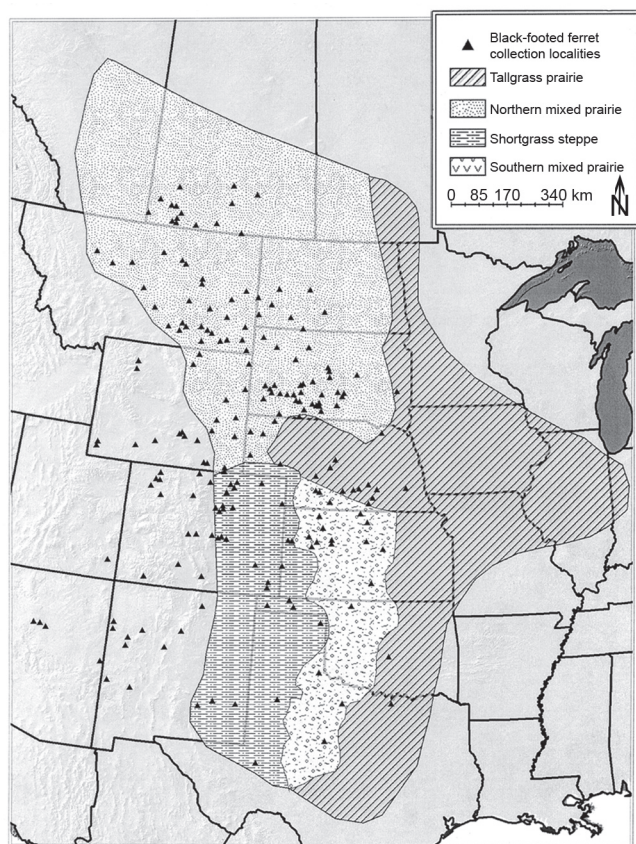 Black-footed ferret
collection localities
Tallgrass prairie
Northern mixed prairie
Shortgrass steppe
Southern mixed prairie
0 85 170 340 km
N